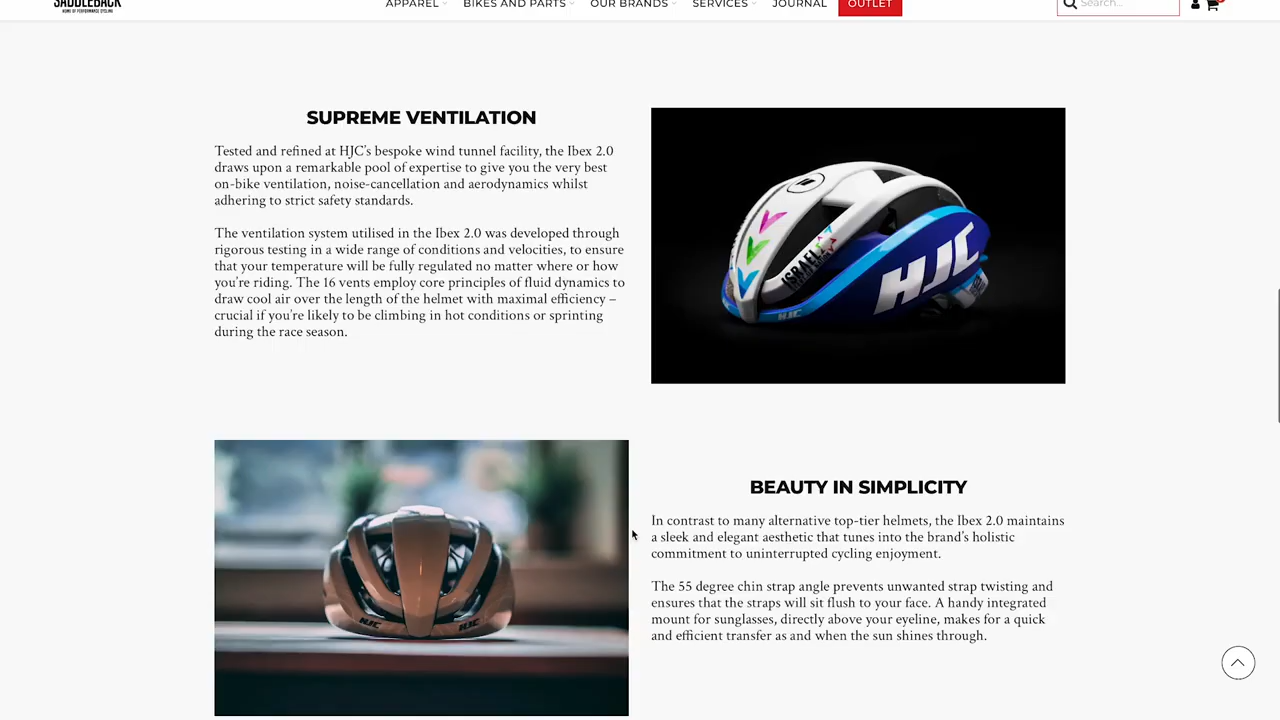 SADDLEBACK
HOME OF PERFORMANCE CYCLING
APPAREL
BIKES AND PARTS
OUR BRANDS
SERVICES
JOURNAL
OUTLET
Search...
SUPREME VENTILATION
Tested and refined at HJC's bespoke wind tunnel facility, the Ibex 2.0
draws upon a remarkable pool of expertise to give you the very best
on-bike ventilation, noise-cancellation and aerodynamics whilst
adhering to strict safety standards.
The ventilation system utilised in the Ibex 2.0 was developed through
rigorous testing in a wide range of conditions and velocities, to ensure
that your temperature will be fully regulated no matter where or how
you're riding. The 16 vents employ core principles of fluid dynamics to
draw cool air over the length of the helmet with maximal efficiency –
crucial if you're likely to be climbing in hot conditions or sprinting
during the race season.
ISRAEL
HJC
HJC
HJC
HJC
BEAUTY IN SIMPLICITY
In contrast to many alternative top-tier helmets, the Ibex 2.0 maintains
a sleek and elegant aesthetic that tunes into the brand's holistic
commitment to uninterrupted cycling enjoyment.
The 55 degree chin strap angle prevents unwanted strap twisting and
ensures that the straps will sit flush to your face. A handy integrated
mount for sunglasses, directly above your eyeline, makes for a quick
and efficient transfer as and when the sun shines through.